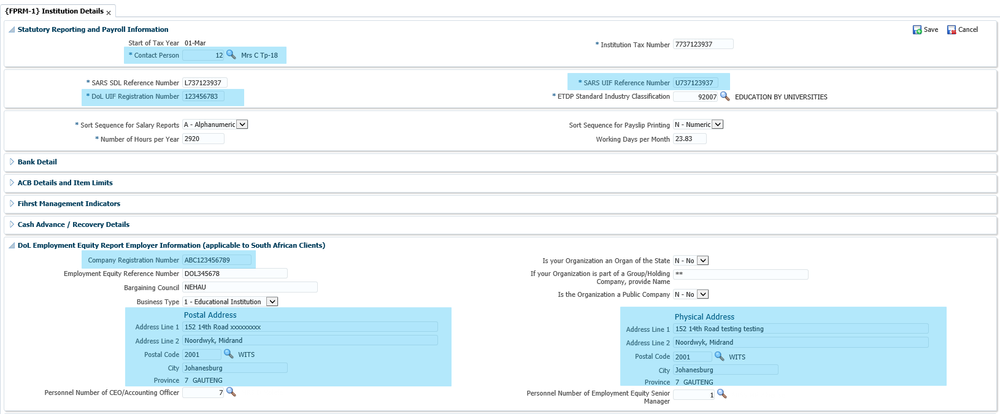 {FPRM-1} Institution Details ×
Statutory Reporting and Payroll Information
Save Cancel
Start of Tax Year 01-Mar
* Institution Tax Number 7737123937
* Contact Person 12 Mrs C Tp-18
* SARS SDL Reference Number L737123937
* SARS UIF Reference Number U737123937
* DoL UIF Registration Number 123456783
* ETDP Standard Industry Classification 92007 EDUCATION BY UNIVERSITIES
* Sort Sequence for Salary Reports A - Alphanumeric
Sort Sequence for Payslip Printing N - Numeric
* Number of Hours per Year 2920
Working Days per Month 23.83
Bank Detail
ACB Details and Item Limits
Fihrst Management Indicators
Cash Advance / Recovery Details
DoL Employment Equity Report Employer Information (applicable to South African Clients)
Company Registration Number ABC123456789
Is your Organization an Organ of the State N - No
Employment Equity Reference Number DOL345678
If your Organization is part of a Group/Holding
Company, provide Name **
Bargaining Council NEHAU
Is the Organization a Public Company N - No
Business Type 1 - Educational Institution
Postal Address
Address Line 1 152 14th Road xxxxxxxxx
Address Line 2 Noordwyk, Midrand
Postal Code 2001 WITS
City Johanesburg
Province 7 GAUTENG
Physical Address
Address Line 1 152 14th Road testing testing
Address Line 2 Noordwyk, Midrand
Postal Code 2001 WITS
City Johanesburg
Province 7 GAUTENG
Personnel Number of CEO/Accounting Officer 7
Personnel Number of Employment Equity Senior
Manager 1